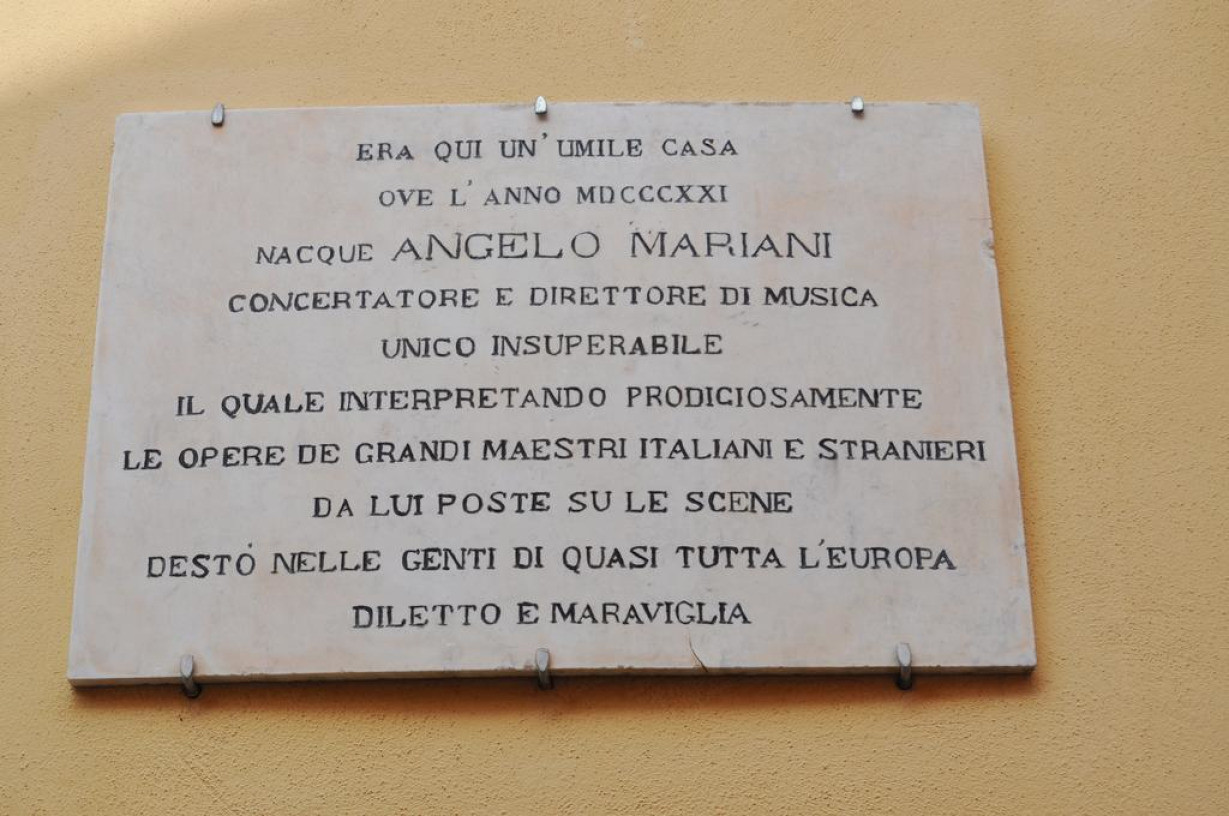 ERA QUI UN' UMILE CASA
OVE L' ANNO MDCCCXXI
NACQUE ANGELO MARIANI
CONCERTATORE E DIRETTORE DI MUSICA
UNICO INSUPERABILE
IL QUALE INTERPRETANDO PRODIGIOSAMENTE
LE OPERE DE GRANDI MAESTRI ITALIANI E STRANIERI
DA LUI POSTE SU LE SCENE
DESTÒ NELLE GENTI DI QUASI TUTTA L'EUROPA
DILETTO E MARAVIGLIA